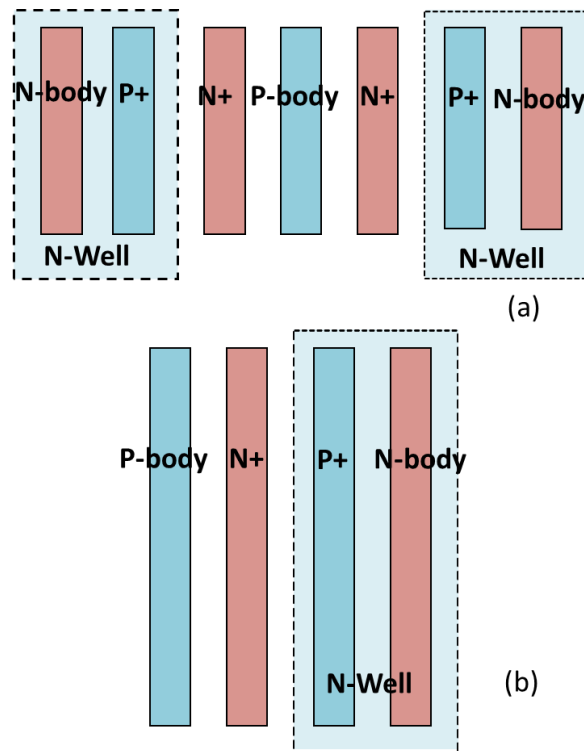 N-body P+ N+ P-body N+ P+ N-body
N-Well N-Well
(a)
P-body N+ P+ N-body
N-Well
(b)